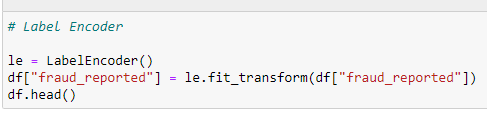 # Label Encoder
le = LabelEncoder()
df["fraud_reported"] = le.fit_transform(df["fraud_reported"])
df.head()